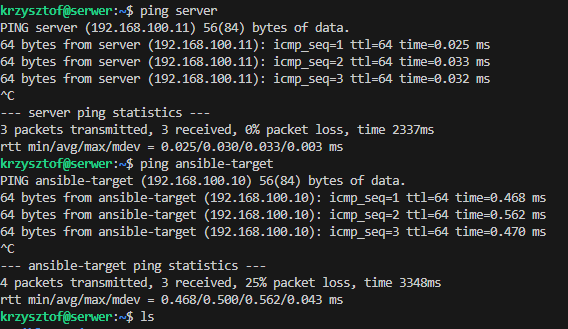 krzysztof@serwer:~$ ping server
PING server (192.168.100.11) 56(84) bytes of data.
64 bytes from server (192.168.100.11): icmp_seq=1 ttl=64 time=0.025 ms
64 bytes from server (192.168.100.11): icmp_seq=2 ttl=64 time=0.033 ms
64 bytes from server (192.168.100.11): icmp_seq=3 ttl=64 time=0.032 ms
^C
--- server ping statistics ---
3 packets transmitted, 3 received, 0% packet loss, time 2337ms
rtt min/avg/max/mdev = 0.025/0.030/0.033/0.003 ms
krzysztof@serwer:~$ ping ansible-target
PING ansible-target (192.168.100.10) 56(84) bytes of data.
64 bytes from ansible-target (192.168.100.10): icmp_seq=1 ttl=64 time=0.468 ms
64 bytes from ansible-target (192.168.100.10): icmp_seq=2 ttl=64 time=0.562 ms
64 bytes from ansible-target (192.168.100.10): icmp_seq=3 ttl=64 time=0.470 ms
^C
--- ansible-target ping statistics ---
4 packets transmitted, 3 received, 25% packet loss, time 3348ms
rtt min/avg/max/mdev = 0.468/0.500/0.562/0.043 ms
krzysztof@serwer:~$ ls